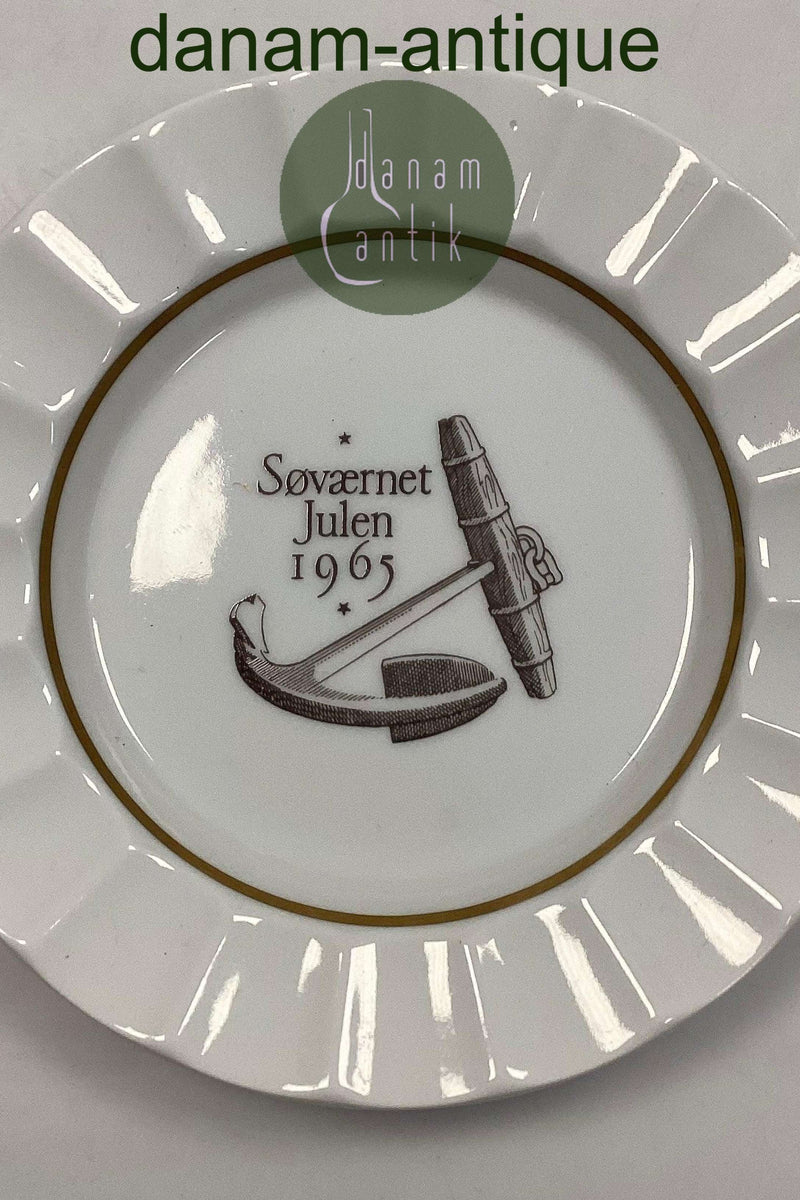 danam-antique
danam
antik
Søværnet
Julen
1965